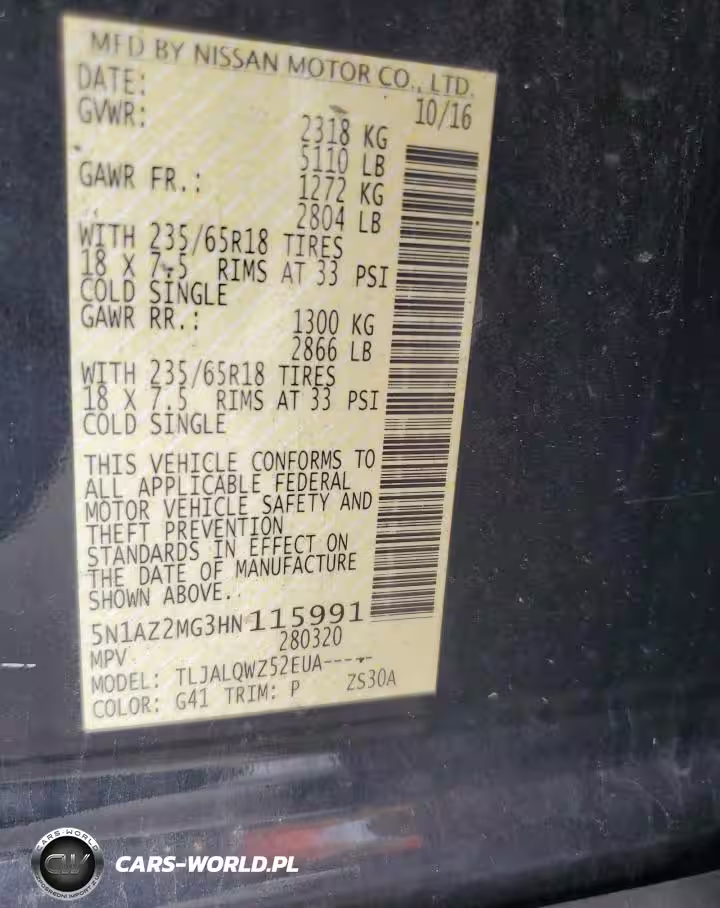 MFD BY NISSAN MOTOR CO., LTD.
DATE: 10/16
GVWR: 2318 KG
5110 LB
GAWR FR.: 1272 KG
2804 LB
WITH 235/65R18 TIRES
18 X 7.5 RIMS AT 33 PSI
COLD SINGLE
GAWR RR.: 1300 KG
2866 LB
WITH 235/65R18 TIRES
18 X 7.5 RIMS AT 33 PSI
COLD SINGLE
THIS VEHICLE CONFORMS TO
ALL APPLICABLE FEDERAL
MOTOR VEHICLE SAFETY AND
THEFT PREVENTION
STANDARDS IN EFFECT ON
THE DATE OF MANUFACTURE
SHOWN ABOVE.
5N1AZ2MG3HN115991
MPV 280320
MODEL: TLJALQWZ52EUA-----
COLOR: G41 TRIM: P ZS30A
CARS-WORLD
CW
CARS-WORLD.PL